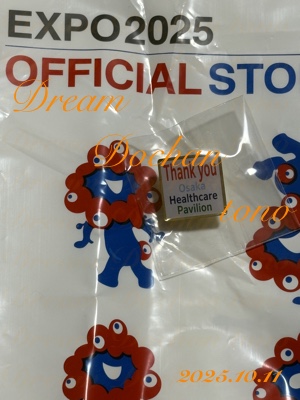 EXPO2025
OFFICIAL STO
Dream
Dochan
tono
Thank you
Osaka
Healthcare
Pavilion
2025.10.11